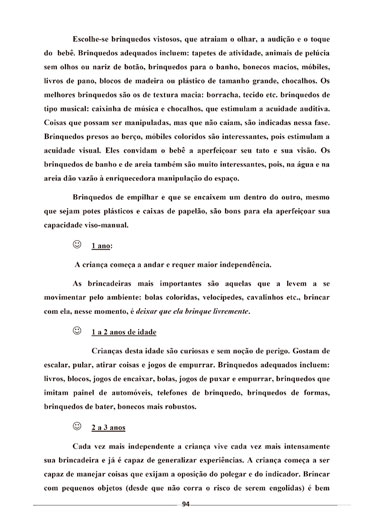 Escolhe-se brinquedos vistosos, que atraiam o olhar, a audição e o toque
do bebê. Brinquedos adequados incluem: tapetes de atividade, animais de pelúcia
sem olhos ou nariz de botão, brinquedos para o banho, bonecos macios, móbiles,
livros de pano, blocos de madeira ou plástico de tamanho grande, chocalhos. Os
melhores brinquedos são os de textura macia: borracha, tecido etc. brinquedos de
tipo musical: caixinha de música e chocalhos, que estimulam a acuidade auditiva.
Coisas que possam ser manipuladas, mas que não caiam, são indicadas nessa fase.
Brinquedos presos ao berço, móbiles coloridos são interessantes, pois estimulam a
acuidade visual. Eles convidam o bebê a aperfeiçoar seu tato e sua visão. Os
brinquedos de banho e de areia também são muito interessantes, pois, na água e na
areia dão vazão à enriquecedora manipulação do espaço.
Brinquedos de empilhar e que se encaixem um dentro do outro, mesmo
que sejam potes plásticos e caixas de papelão, são bons para ela aperfeiçoar sua
capacidade viso-manual.
☺ 1 ano:
A criança começa a andar e requer maior independência.
As brincadeiras mais importantes são aquelas que a levem a se
movimentar pelo ambiente: bolas coloridas, velocípedes, cavalinhos etc., brincar
com ela, nesse momento, é deixar que ela brinque livremente.
☺ 1 a 2 anos de idade
Crianças desta idade são curiosas e sem noção de perigo. Gostam de
escalar, pular, atirar coisas e jogos de empurrar. Brinquedos adequados incluem:
livros, blocos, jogos de encaixar, bolas, jogos de puxar e empurrar, brinquedos que
imitam painel de automóveis, telefones de brinquedo, brinquedos de formas,
brinquedos de bater, bonecos mais robustos.
☺ 2 a 3 anos
Cada vez mais independente a criança vive cada vez mais intensamente
sua brincadeira e já é capaz de generalizar experiências. A criança começa a ser
capaz de manejar coisas que exijam a oposição do polegar e do indicador. Brincar
com pequenos objetos (desde que não corra o risco de serem engolidas) é bem
94